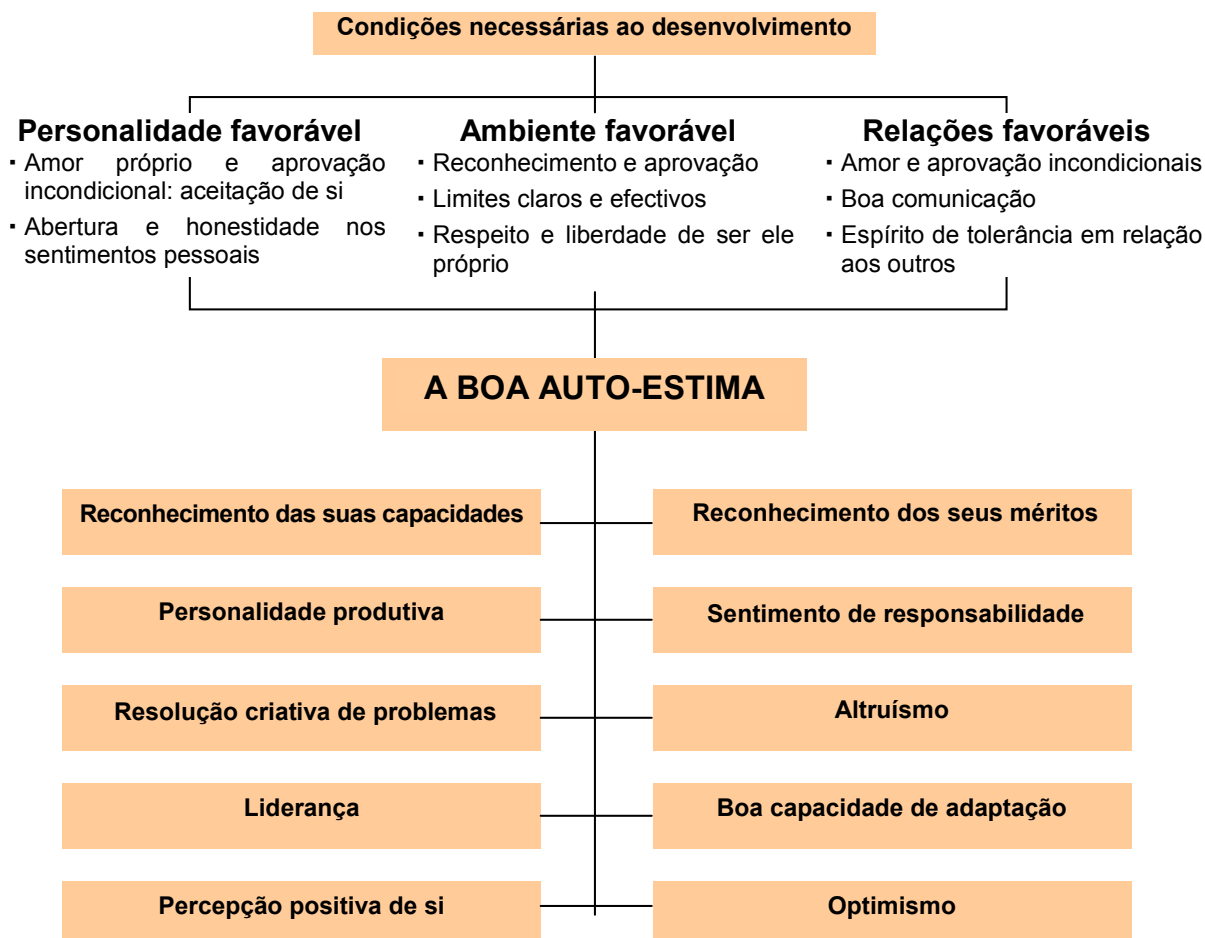 Condições necessárias ao desenvolvimento
Personalidade favorável
▪ Amor próprio e aprovação
incondicional: aceitação de si
▪ Abertura e honestidade nos
sentimentos pessoais
Ambiente favorável
▪ Reconhecimento e aprovação
▪ Limites claros e efectivos
▪ Respeito e liberdade de ser ele
próprio
Relações favoráveis
▪ Amor e aprovação incondicionais
▪ Boa comunicação
▪ Espírito de tolerância em relação
aos outros
A BOA AUTO-ESTIMA
Reconhecimento das suas capacidades
Reconhecimento dos seus méritos
Personalidade produtiva
Sentimento de responsabilidade
Resolução criativa de problemas
Altruísmo
Liderança
Boa capacidade de adaptação
Percepção positiva de si
Optimismo